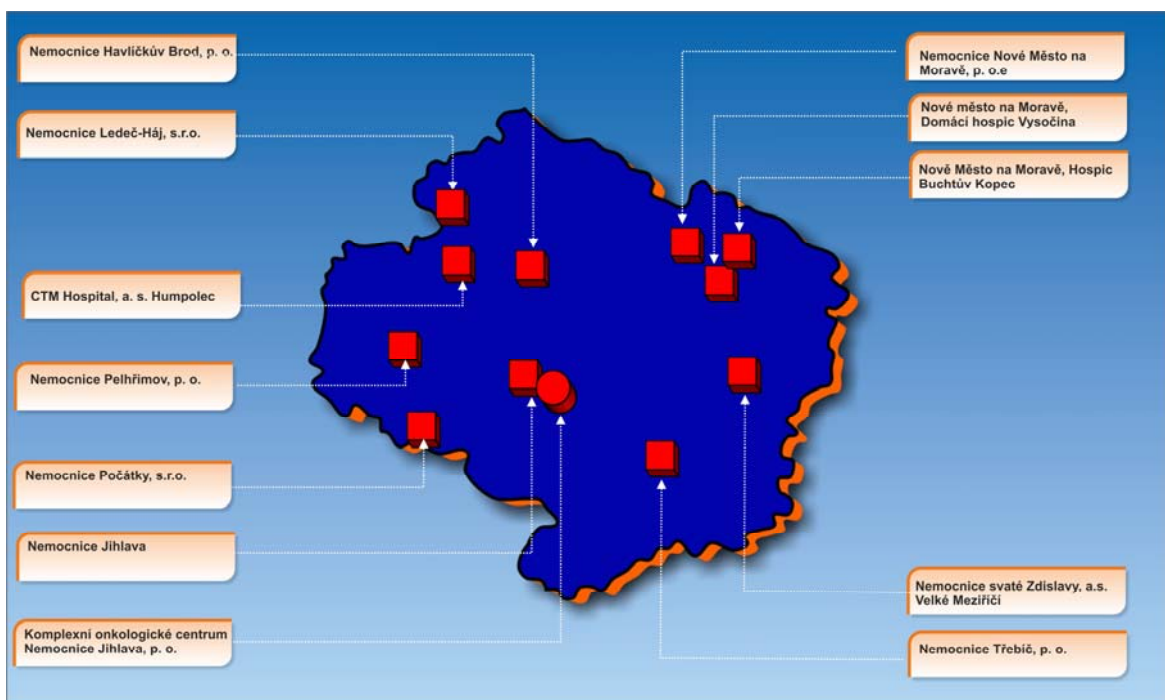 Nemocnice Havlíčkův Brod, p. o.
Nemocnice Ledeč-Háj, s.r.o.
CTM Hospital, a. s. Humpolec
Nemocnice Pelhřimov, p. o.
Nemocnice Počátky, s.r.o.
Nemocnice Jihlava
Komplexní onkologické centrum
Nemocnice Jihlava, p. o.
Nemocnice Nové Město na
Moravě, p. o.e
Nové město na Moravě,
Domácí hospic Vysočina
Nově Město na Moravě, Hospic
Buchtův Kopec
Nemocnice svaté Zdislavy, a.s.
Velké Meziříčí
Nemocnice Třebíč, p. o.